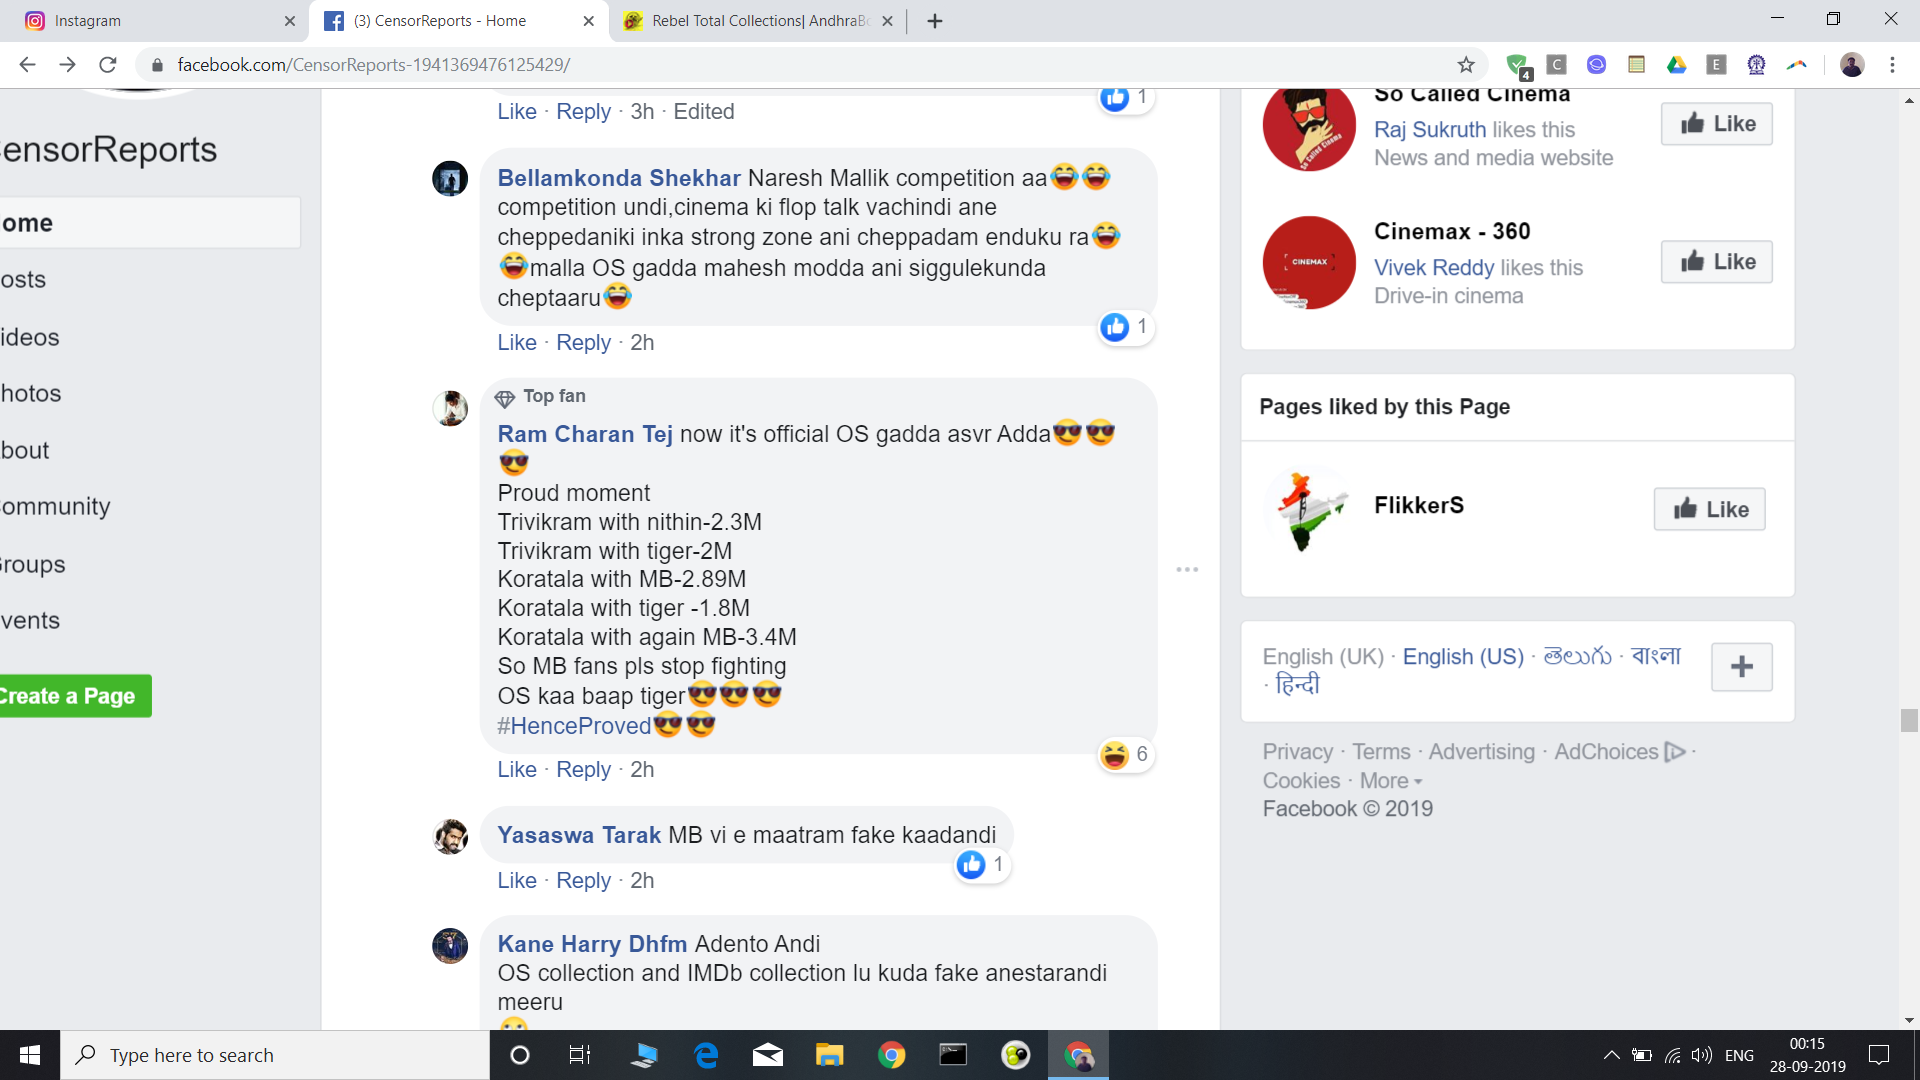 Instagram
(3) CensorReports - Home
Rebel Total Collections| AndhraBo
facebook.com/CensorReports-1941369476125429/
4
C
E
ensorReports
ome
osts
ideos
hotos
bout
ommunity
roups
vents
Create a Page
Like · Reply · 3h · Edited
1
Bellamkonda Shekhar Naresh Mallik competition aa😂😂
competition undi,cinema ki flop talk vachindi ane
cheppedaniki inka strong zone ani cheppadam enduku ra😂
😂malla OS gadda mahesh modda ani siggulekunda
cheptaaru😂
1
Like · Reply · 2h
Top fan
Ram Charan Tej now it's official OS gadda asvr Adda😎😎
😎
Proud moment
Trivikram with nithin-2.3M
Trivikram with tiger-2M
Koratala with MB-2.89M
Koratala with tiger -1.8M
Koratala with again MB-3.4M
So MB fans pls stop fighting
OS kaa baap tiger😎😎😎
#HenceProved😎😎
6
Like · Reply · 2h
Yasaswa Tarak MB vi e maatram fake kaadandi
1
Like · Reply · 2h
Kane Harry Dhfm Adento Andi
OS collection and IMDb collection lu kuda fake anestarandi
meeru
So Called Cinema
Raj Sukruth likes this
News and media website
Like
So Called Cinema
Cinemax - 360
Vivek Reddy likes this
Drive-in cinema
Like
CINEMAX
Pages liked by this Page
FlikkerS
Like
English (UK) · English (US) · తెలుగు · বাংলা
· हिन्दी
Privacy · Terms · Advertising · AdChoices ·
Cookies · More
Facebook © 2019
Type here to search
ENG
00:15
28-09-2019